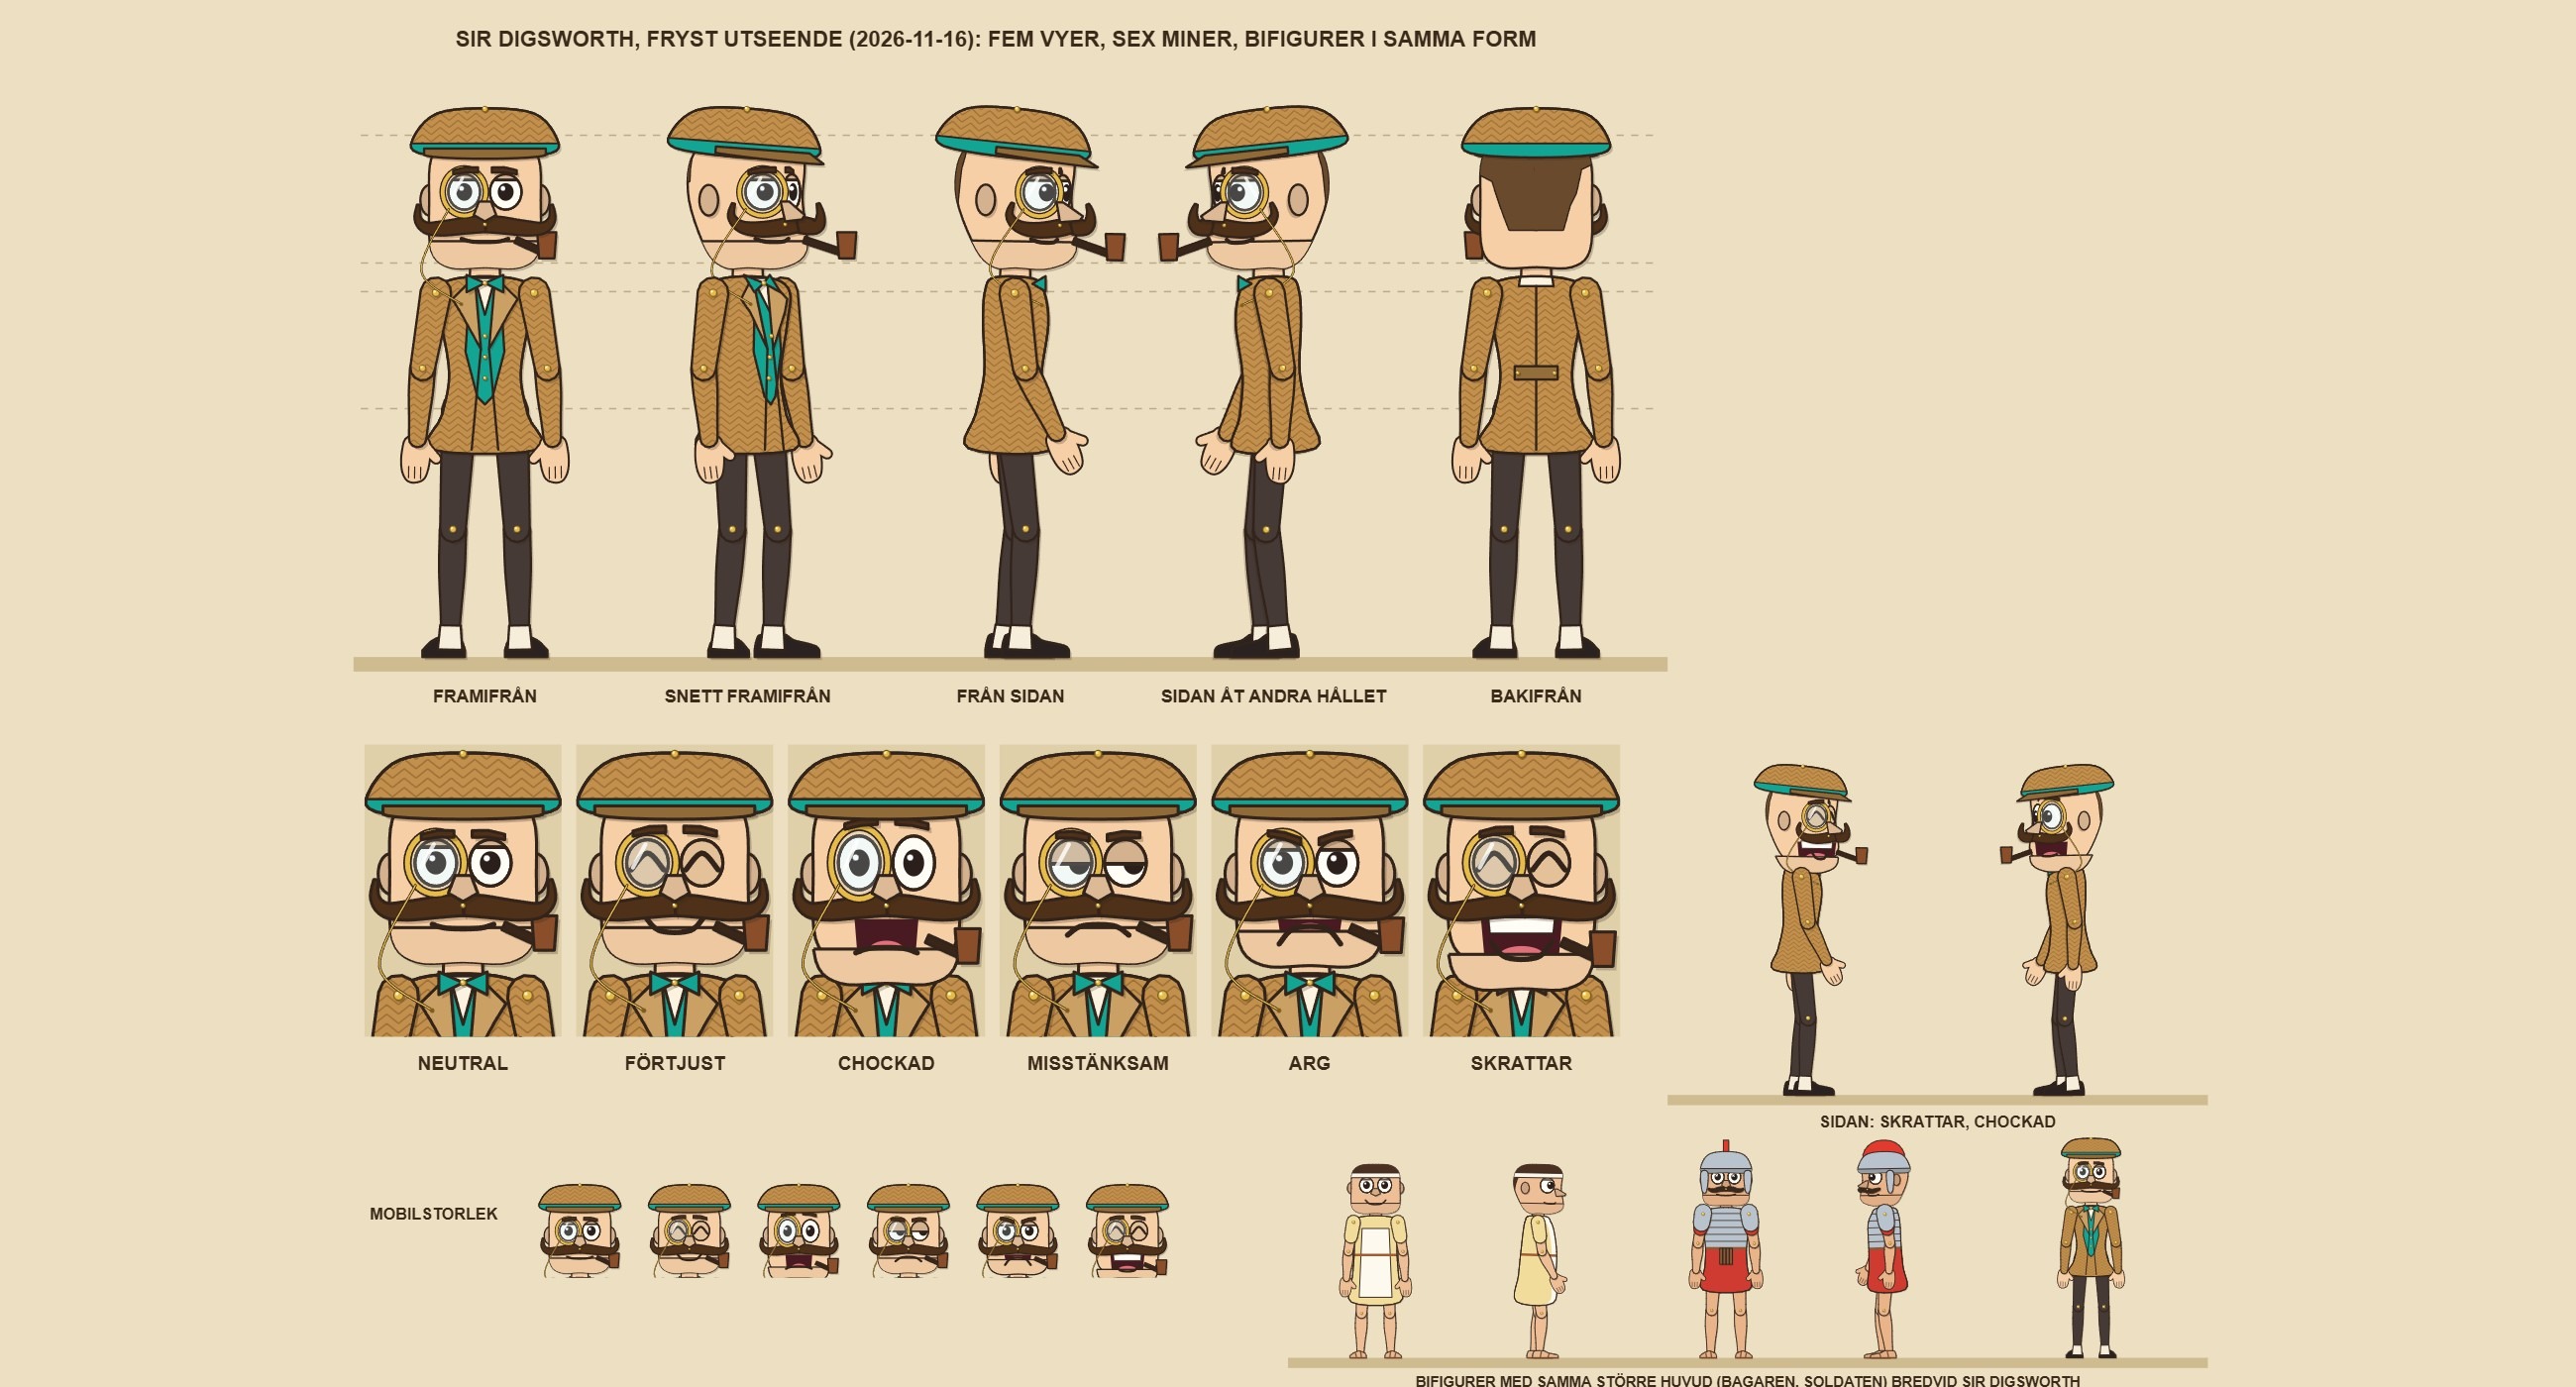 SIR DIGSWORTH, FRYST UTSEENDE (2026-11-16): FEM VYER, SEX MINER, BIFIGURER I SAMMA FORM
FRAMIFRÅN
SNETT FRAMIFRÅN
FRÅN SIDAN
SIDAN ÅT ANDRA HÅLLET
BAKIFRÅN
NEUTRAL
FÖRTJUST
CHOCKAD
MISSTÄNKSAM
ARG
SKRATTAR
SIDAN: SKRATTAR, CHOCKAD
MOBILSTORLEK
BIFIGURER MED SAMMA STÖRRE HUVUD (BAGAREN, SOLDATEN) BREDVID SIR DIGSWORTH